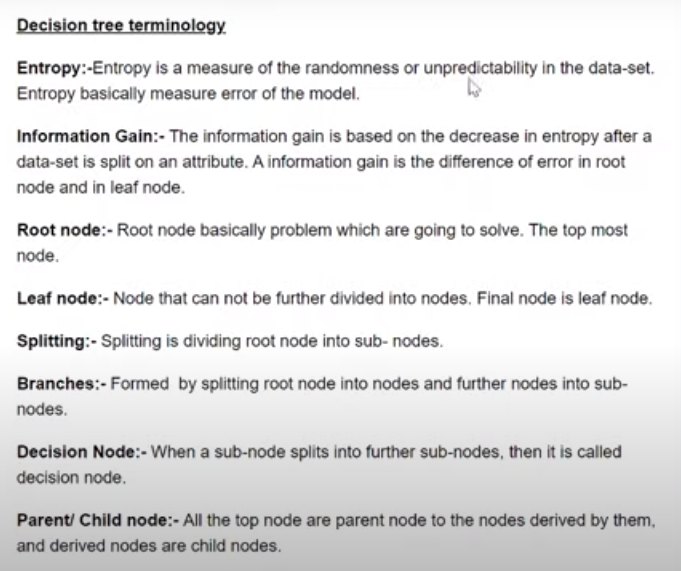 Decision tree terminology
Entropy:-Entropy is a measure of the randomness or unpredictability in the data-set.
Entropy basically measure error of the model.
Information Gain:- The information gain is based on the decrease in entropy after a
data-set is split on an attribute. A information gain is the difference of error in root
node and in leaf node.
Root node:- Root node basically problem which are going to solve. The top most
node.
Leaf node:- Node that can not be further divided into nodes. Final node is leaf node.
Splitting:- Splitting is dividing root node into sub- nodes.
Branches:- Formed by splitting root node into nodes and further nodes into sub-
nodes.
Decision Node:- When a sub-node splits into further sub-nodes, then it is called
decision node.
Parent/ Child node:- All the top node are parent node to the nodes derived by them,
and derived nodes are child nodes.